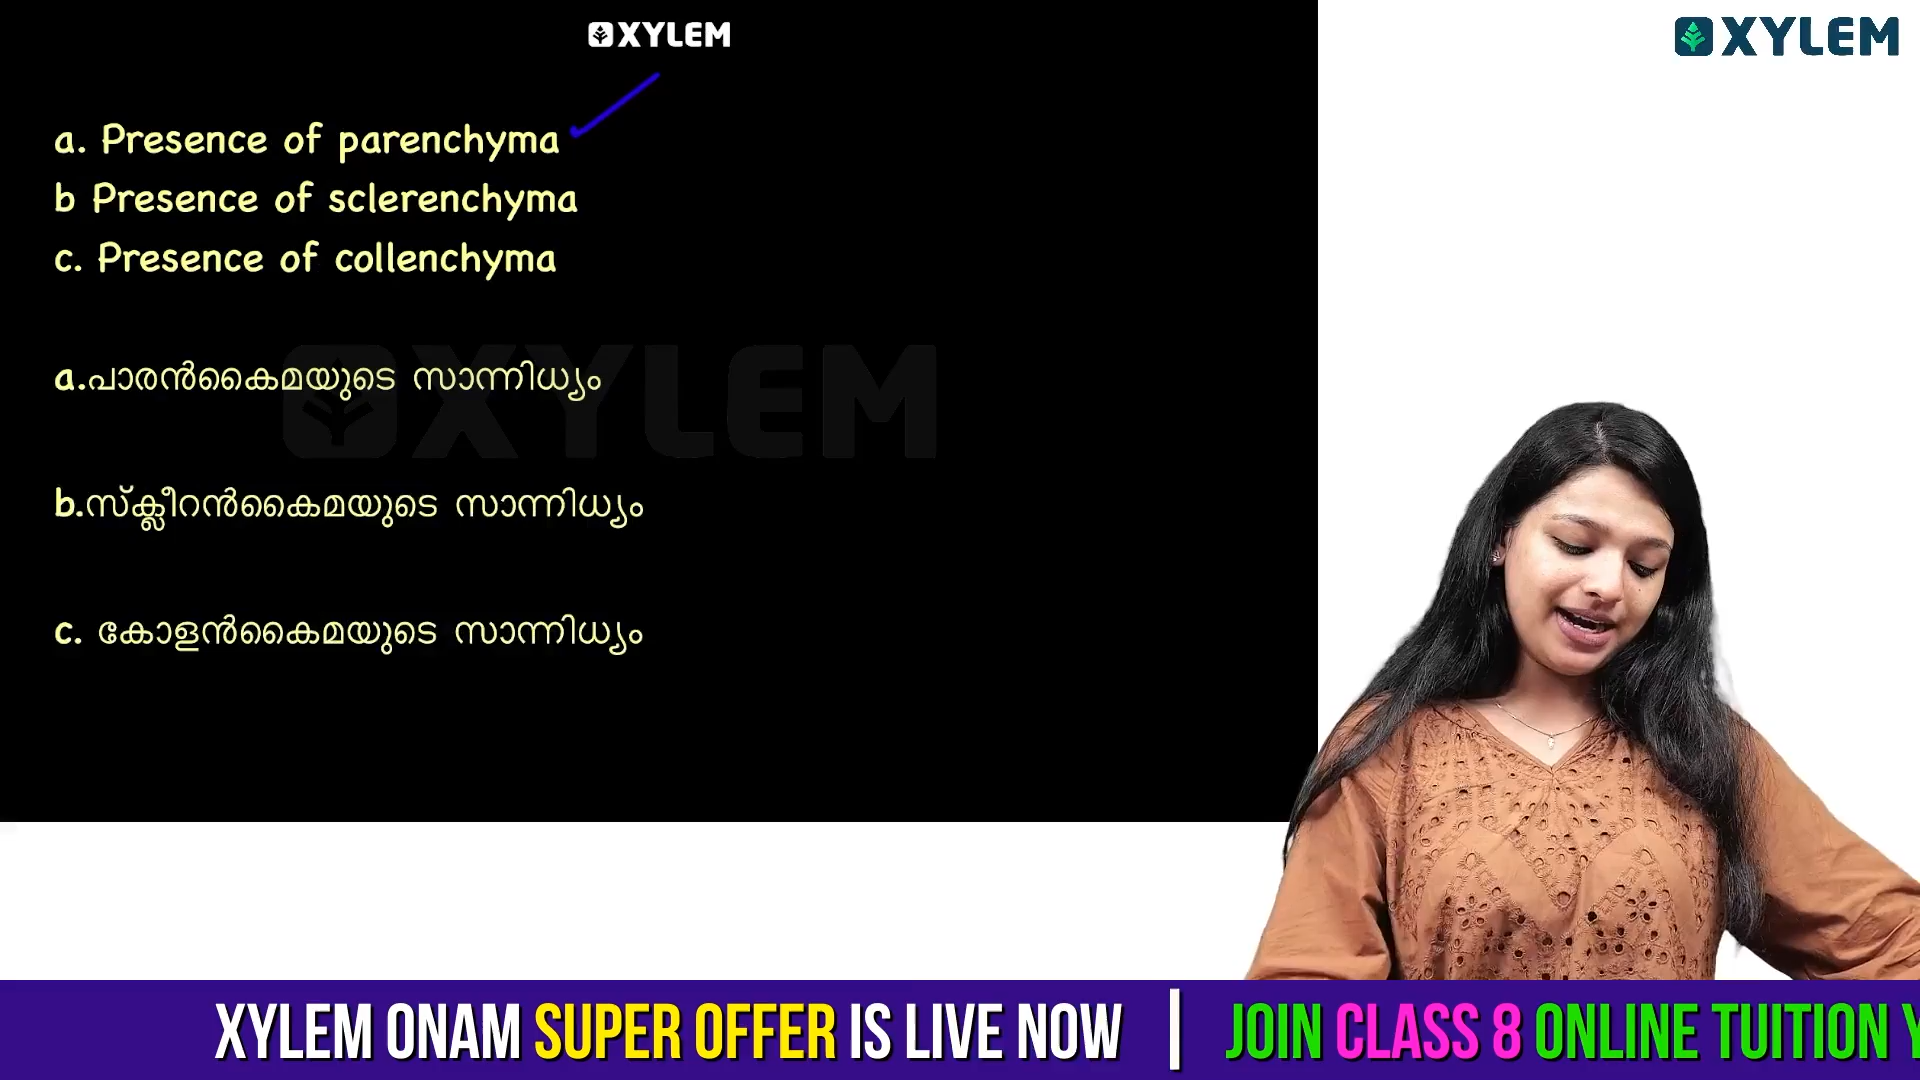 XYLEM
XYLEM
a. Presence of parenchyma
b Presence of sclerenchyma
c. Presence of collenchyma
XYLEM
a.പാരൻകൈമയുടെ സാന്നിധ്യം
b.സ്ക്ലീറൻകൈമയുടെ സാന്നിധ്യം
c. കോളൻകൈമയുടെ സാന്നിധ്യം
XYLEM ONAM SUPER OFFER IS LIVE NOW | JOIN CLASS 8 ONLINE TUITION Y